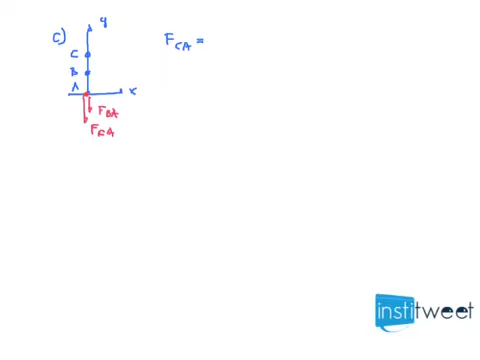 c)
y
F_CA =
C
B
A
x
F_BA
F_CA
institweet